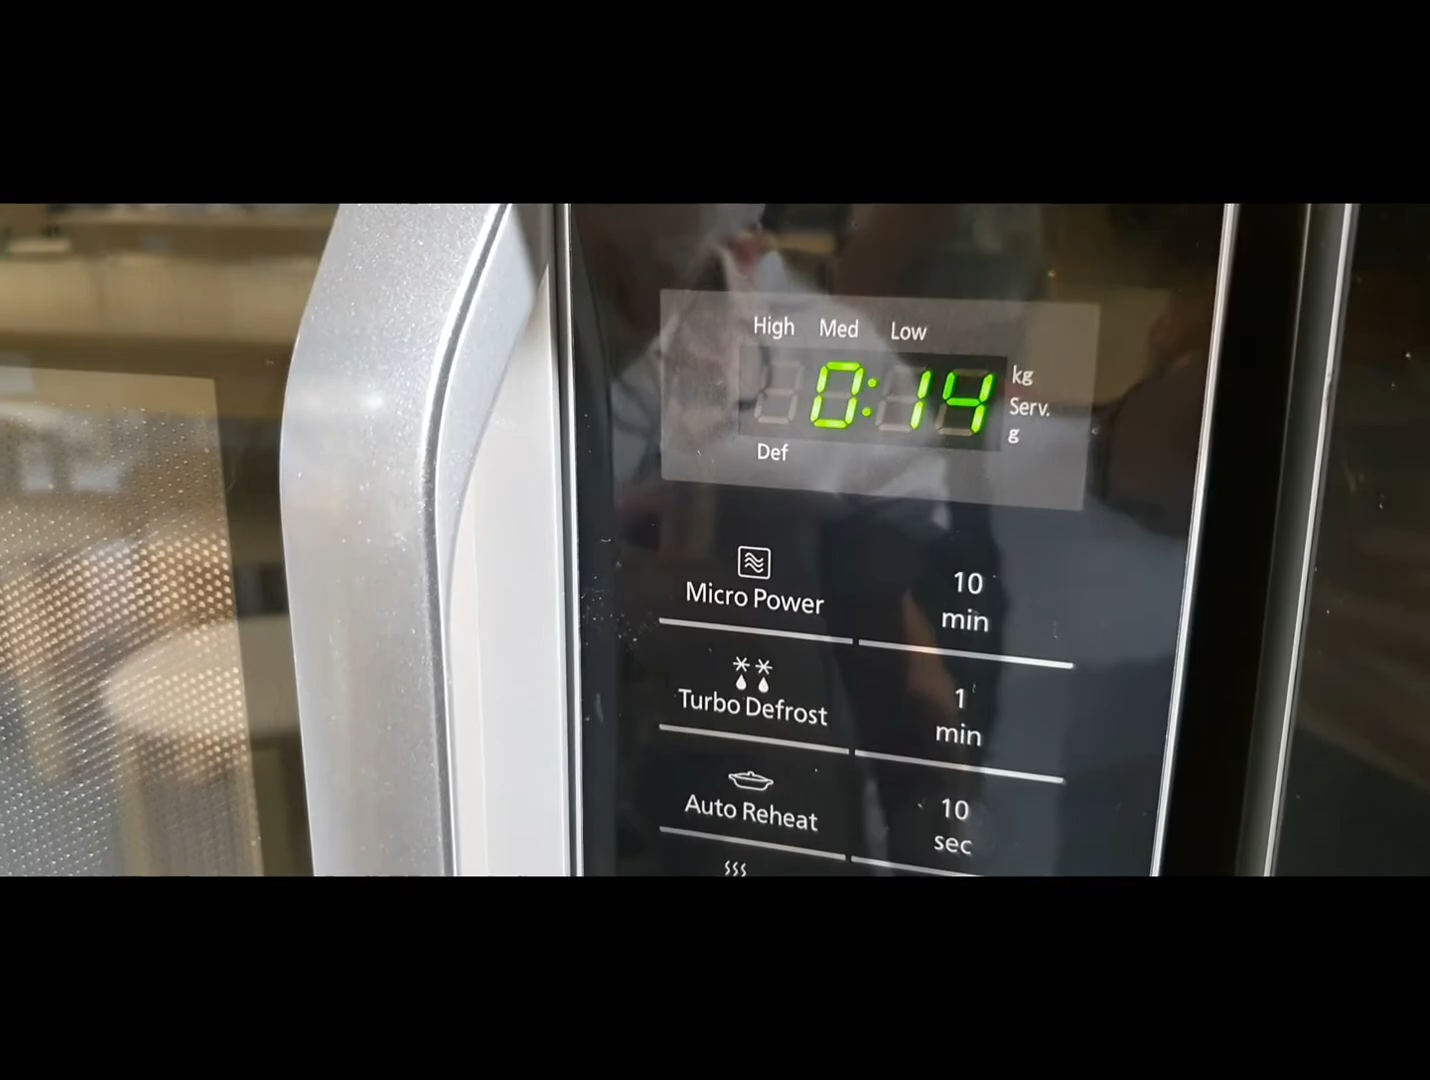 High Med Low
0:14
kg
Serv.
g
Def
Micro Power
10
min
Turbo Defrost
1
min
Auto Reheat
10
sec